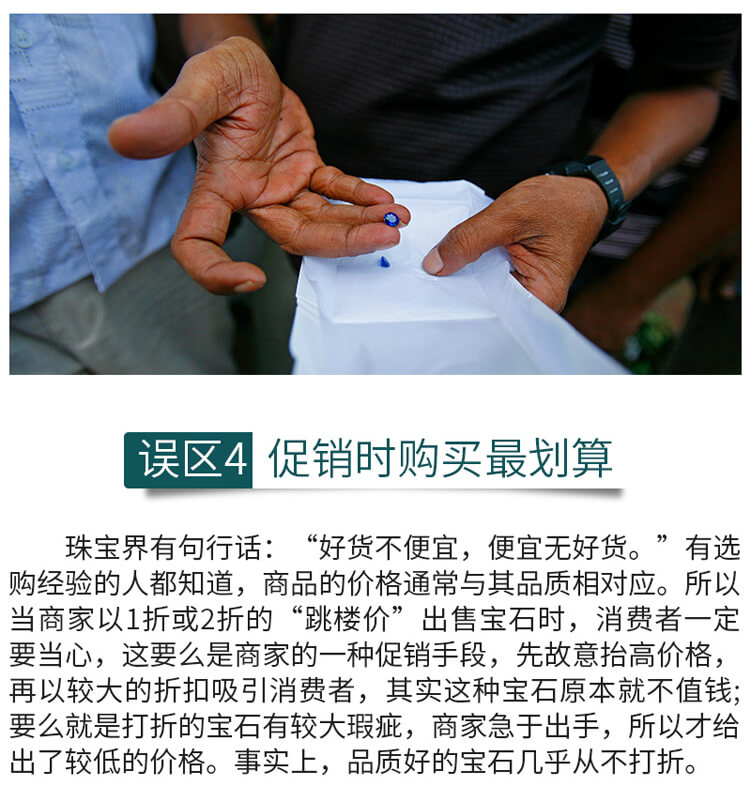 误区4 促销时购买最划算
珠宝界有句行话：“好货不便宜，便宜无好货。”有选
购经验的人都知道，商品的价格通常与其品质相对应。所以
当商家以1折或2折的“跳楼价”出售宝石时，消费者一定
要当心，这要么是商家的一种促销手段，先故意抬高价格，
再以较大的折扣吸引消费者，其实这种宝石原本就不值钱；
要么就是打折的宝石有较大瑕疵，商家急于出手，所以才给
出了较低的价格。事实上，品质好的宝石几乎从不打折。